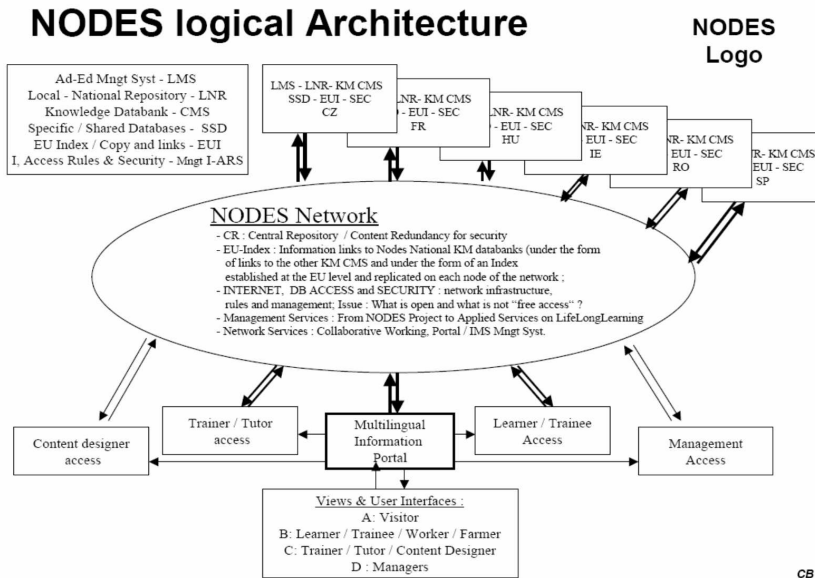 NODES logical Architecture
NODES
Logo
Ad-Ed Mngt Syst - LMS
Local - National Repository - LNR
Knowledge Databank - CMS
Specific / Shared Databases - SSD
EU Index / Copy and links - EUI
I, Access Rules & Security - Mngt I-ARS
LMS - LNR- KM CMS
SSD - EUI - SEC
CZ
LNR- KM CMS
- EUI - SEC
FR
LNR- KM CMS
- EUI - SEC
HU
NR- KM CMS
- EUI - SEC
IE
NR- KM CMS
EUI - SEC
RO
R- KM CMS
EUI - SEC
SP
NODES Network
- CR : Central Repository / Content Redundancy for security
- EU-Index : Information links to Nodes National KM databanks (under the form
of links to the other KM CMS and under the form of an Index
established at the EU level and replicated on each node of the network ;
- INTERNET, DB ACCESS and SECURITY : network infrastructure,
rules and management; Issue : What is open and what is not "free access" ?
- Management Services : From NODES Project to Applied Services on LifeLongLearning
- Network Services : Collaborative Working, Portal / IMS Mngt Syst.
Content designer
access
Trainer / Tutor
access
Multilingual
Information
Portal
Learner / Trainee
Access
Management
Access
Views & User Interfaces :
A: Visitor
B: Learner / Trainee / Worker / Farmer
C: Trainer / Tutor / Content Designer
D : Managers
CB